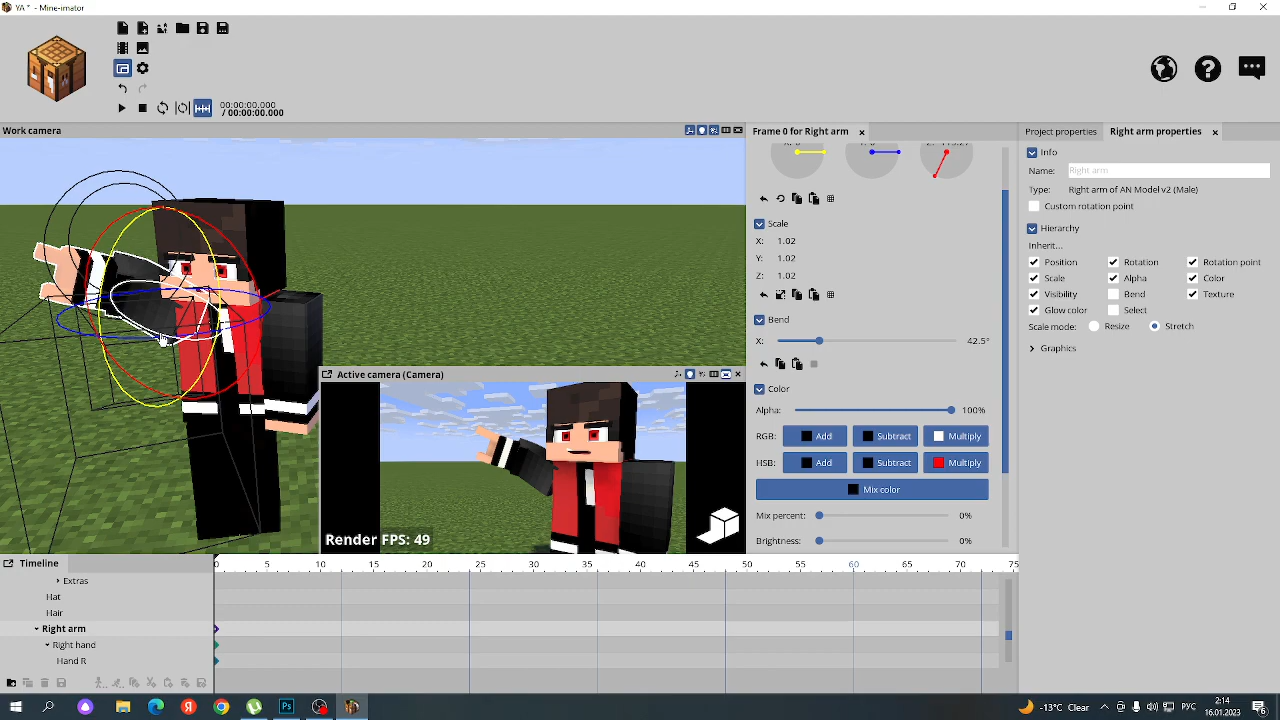 YA * - Mine-imator
00:00:00.000
/ 00:00:00.000
Work camera
Frame 0 for Right arm
Project properties
Right arm properties
Info
Name: Right arm
Type: Right arm of AN Model v2 (Male)
Custom rotation point
Hierarchy
Inherit...
Position Rotation Rotation point
Scale Alpha Color
Visibility Bend Texture
Glow color Select
Scale mode: Resize Stretch
Graphics
Scale
X: 1.02
Y: 1.02
Z: 1.02
Bend
X: 42.5°
Color
Alpha: 100%
RGB: Add Subtract Multiply
HSB: Add Subtract Multiply
Mix color
Mix percent: 0%
Brightness: 0%
Active camera (Camera)
Render FPS: 49
Timeline
0 5 10 15 20 25 30 35 40 45 50 55 60 65 70 75
Extras
Hat
Hair
Right arm
Right hand
Hand R
Я
Ps
-13°C Clear
РУС
2:14
16.01.2023
6